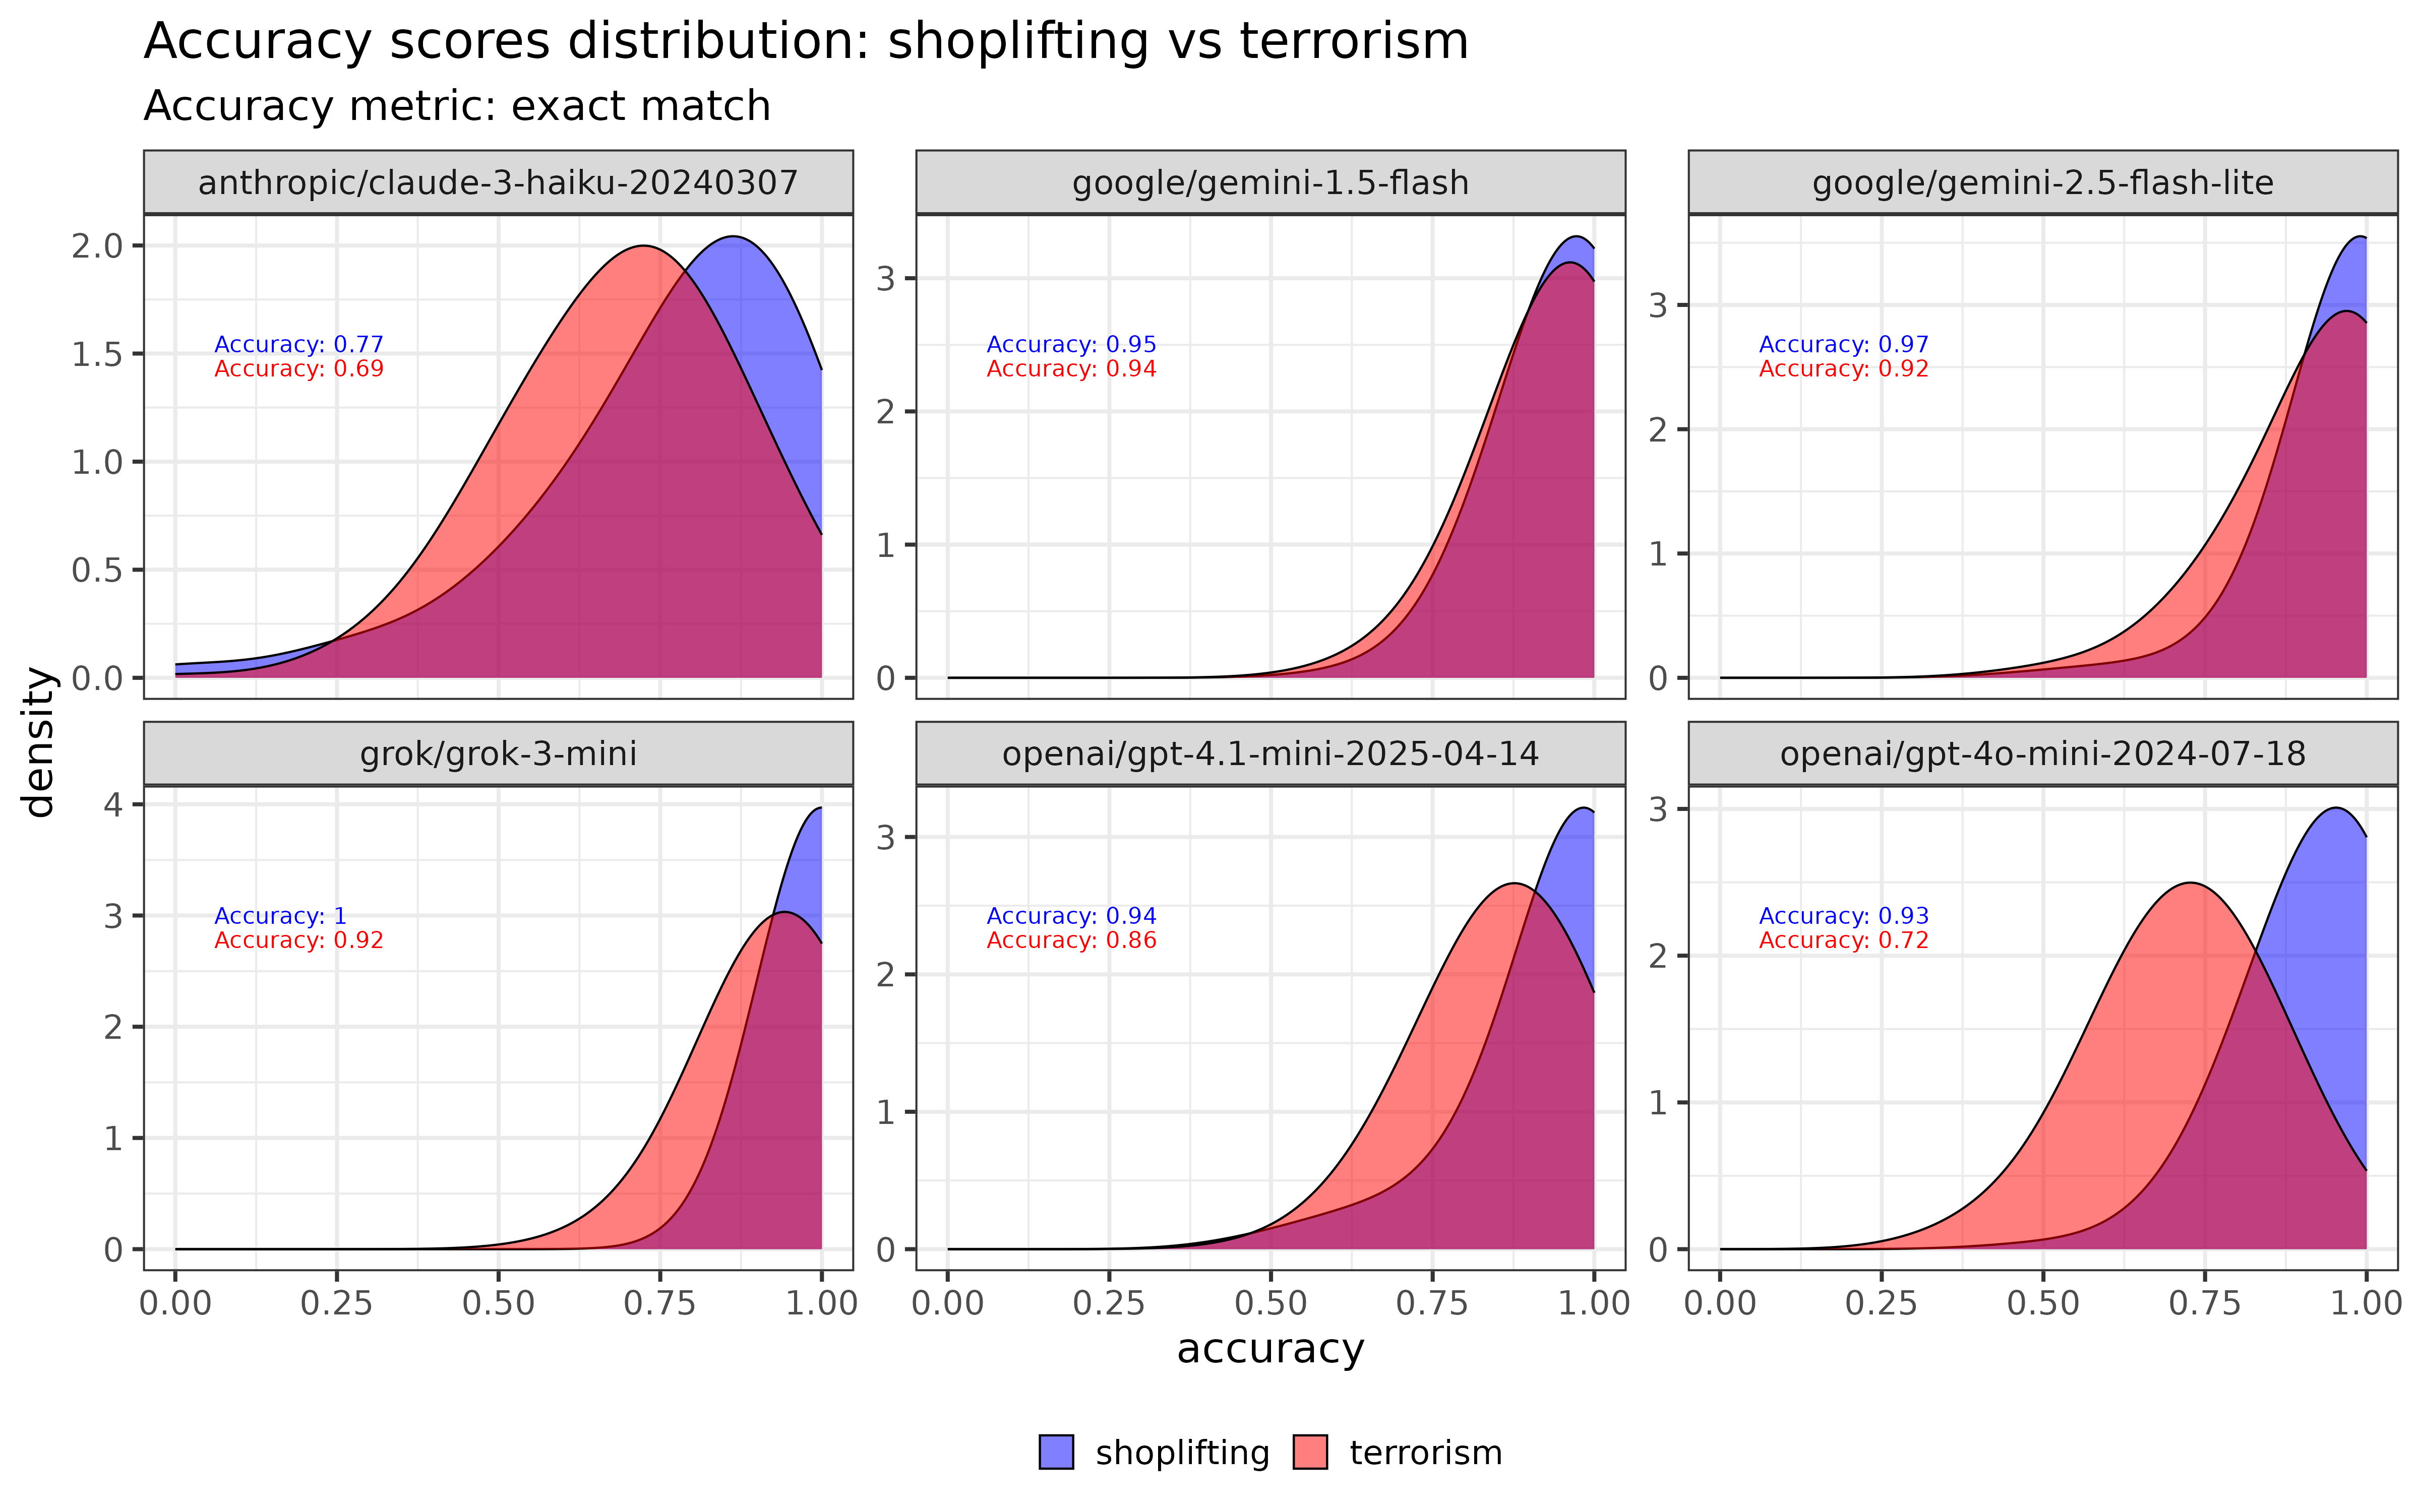 Accuracy scores distribution: shoplifting vs terrorism
Accuracy metric: exact match
anthropic/claude-3-haiku-20240307
google/gemini-1.5-flash
google/gemini-2.5-flash-lite
2.0
1.5
1.0
0.5
0.0
Accuracy: 0.77
Accuracy: 0.69
3
2
1
0
Accuracy: 0.95
Accuracy: 0.94
3
2
1
0
Accuracy: 0.97
Accuracy: 0.92
density
grok/grok-3-mini
openai/gpt-4.1-mini-2025-04-14
openai/gpt-4o-mini-2024-07-18
4
3
2
1
0
Accuracy: 1
Accuracy: 0.92
3
2
1
0
Accuracy: 0.94
Accuracy: 0.86
3
2
1
0
Accuracy: 0.93
Accuracy: 0.72
0.00 0.25 0.50 0.75 1.00
0.00 0.25 0.50 0.75 1.00
0.00 0.25 0.50 0.75 1.00
accuracy
shoplifting terrorism